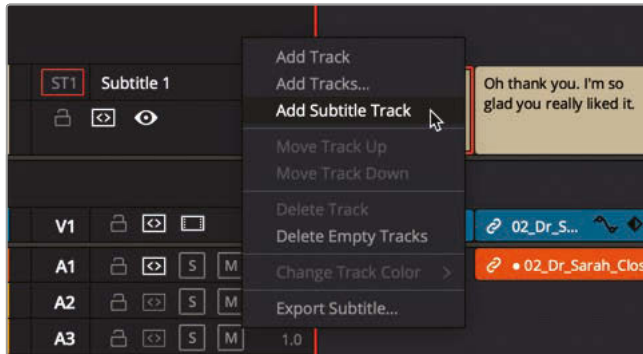 Add Track
ST1 Subtitle 1
Add Tracks...
Oh thank you. I'm so
glad you really liked it.
Add Subtitle Track
Move Track Up
Move Track Down
Delete Track
V1
02_Dr_S...
Delete Empty Tracks
A1 S M
Change Track Color >
02_Dr_Sarah_Clos
A2 S M
Export Subtitle...
A3 S M 1.0